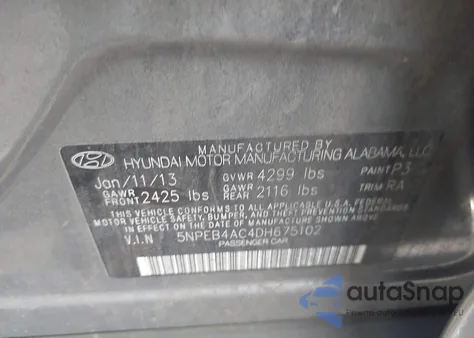 MANUFACTURED BY
HYUNDAI MOTOR MANUFACTURING ALABAMA, LLC
Jan/11/13 GVWR 4299 lbs PAINT P3
GAWR FRONT 2425 lbs GAWR REAR 2116 lbs TRIM RA
THIS VEHICLE CONFORMS TO ALL APPLICABLE U.S.A. FEDERAL
MOTOR VEHICLE SAFETY, BUMPER, AND THEFT PREVENTION
STANDARDS IN EFFECT ON THE DATE OF MANUFACTURE SHOWN ABOVE.
V.I.N 5NPEB4AC4DH675102
PASSENGER CAR
autoSnap